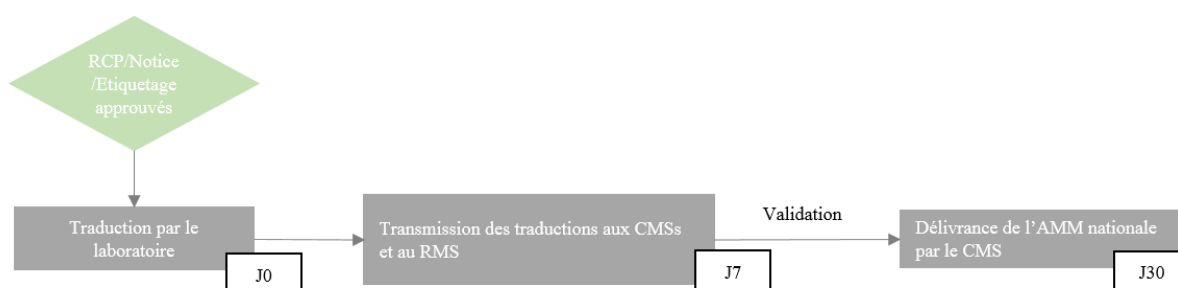 RCP/Notice
/Etiquetage
approuvés
Traduction par le
laboratoire
J0
Transmission des traductions aux CMSs
et au RMS
J7
Validation
Délivrance de l’AMM nationale
par le CMS
J30